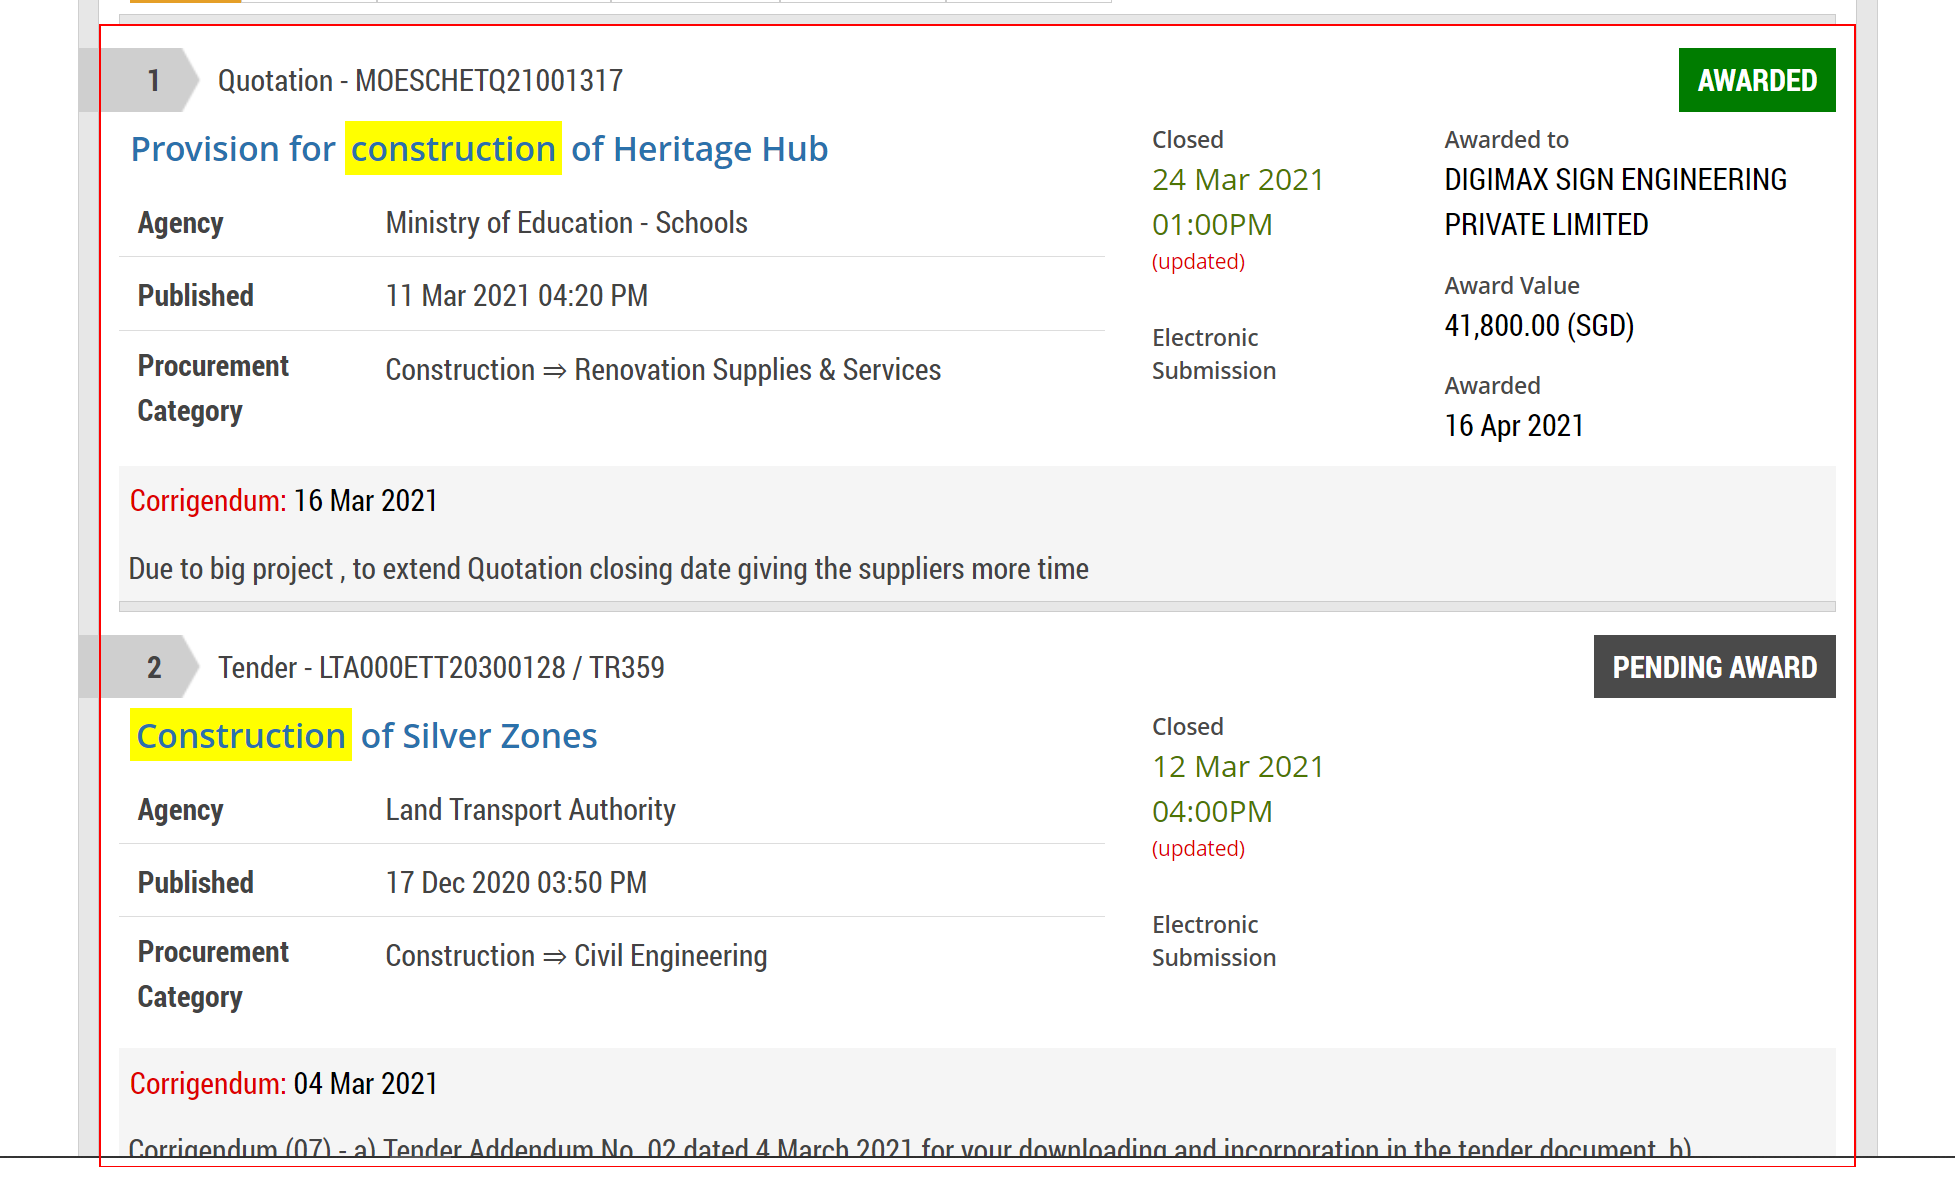 1
Quotation - MOESCHETQ21001317
AWARDED
Provision for construction of Heritage Hub
Agency
Ministry of Education - Schools
Published
11 Mar 2021 04:20 PM
Procurement
Category
Construction ⇒ Renovation Supplies & Services
Closed
24 Mar 2021
01:00PM
(updated)
Electronic
Submission
Awarded to
DIGIMAX SIGN ENGINEERING
PRIVATE LIMITED
Award Value
41,800.00 (SGD)
Awarded
16 Apr 2021
Corrigendum: 16 Mar 2021
Due to big project , to extend Quotation closing date giving the suppliers more time
2
Tender - LTA000ETT20300128 / TR359
PENDING AWARD
Construction of Silver Zones
Agency
Land Transport Authority
Published
17 Dec 2020 03:50 PM
Procurement
Category
Construction ⇒ Civil Engineering
Closed
12 Mar 2021
04:00PM
(updated)
Electronic
Submission
Corrigendum: 04 Mar 2021
Corrigendum (07) - a) Tender Addendum No. 02 dated 4 March 2021 for your downloading and incorporation in the tender document. b)